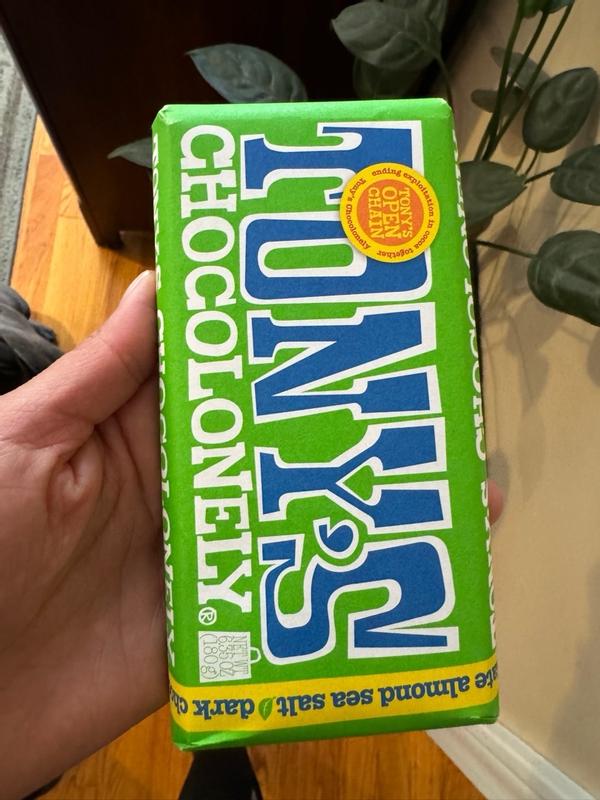 TONY'S
CHOCOLONELY®
TONY'S
OPEN
CHAIN
Tony's Chocolonely
ending exploitation in cocoa together
NET WT
6.35 OZ
(180g)
almond sea salt dark